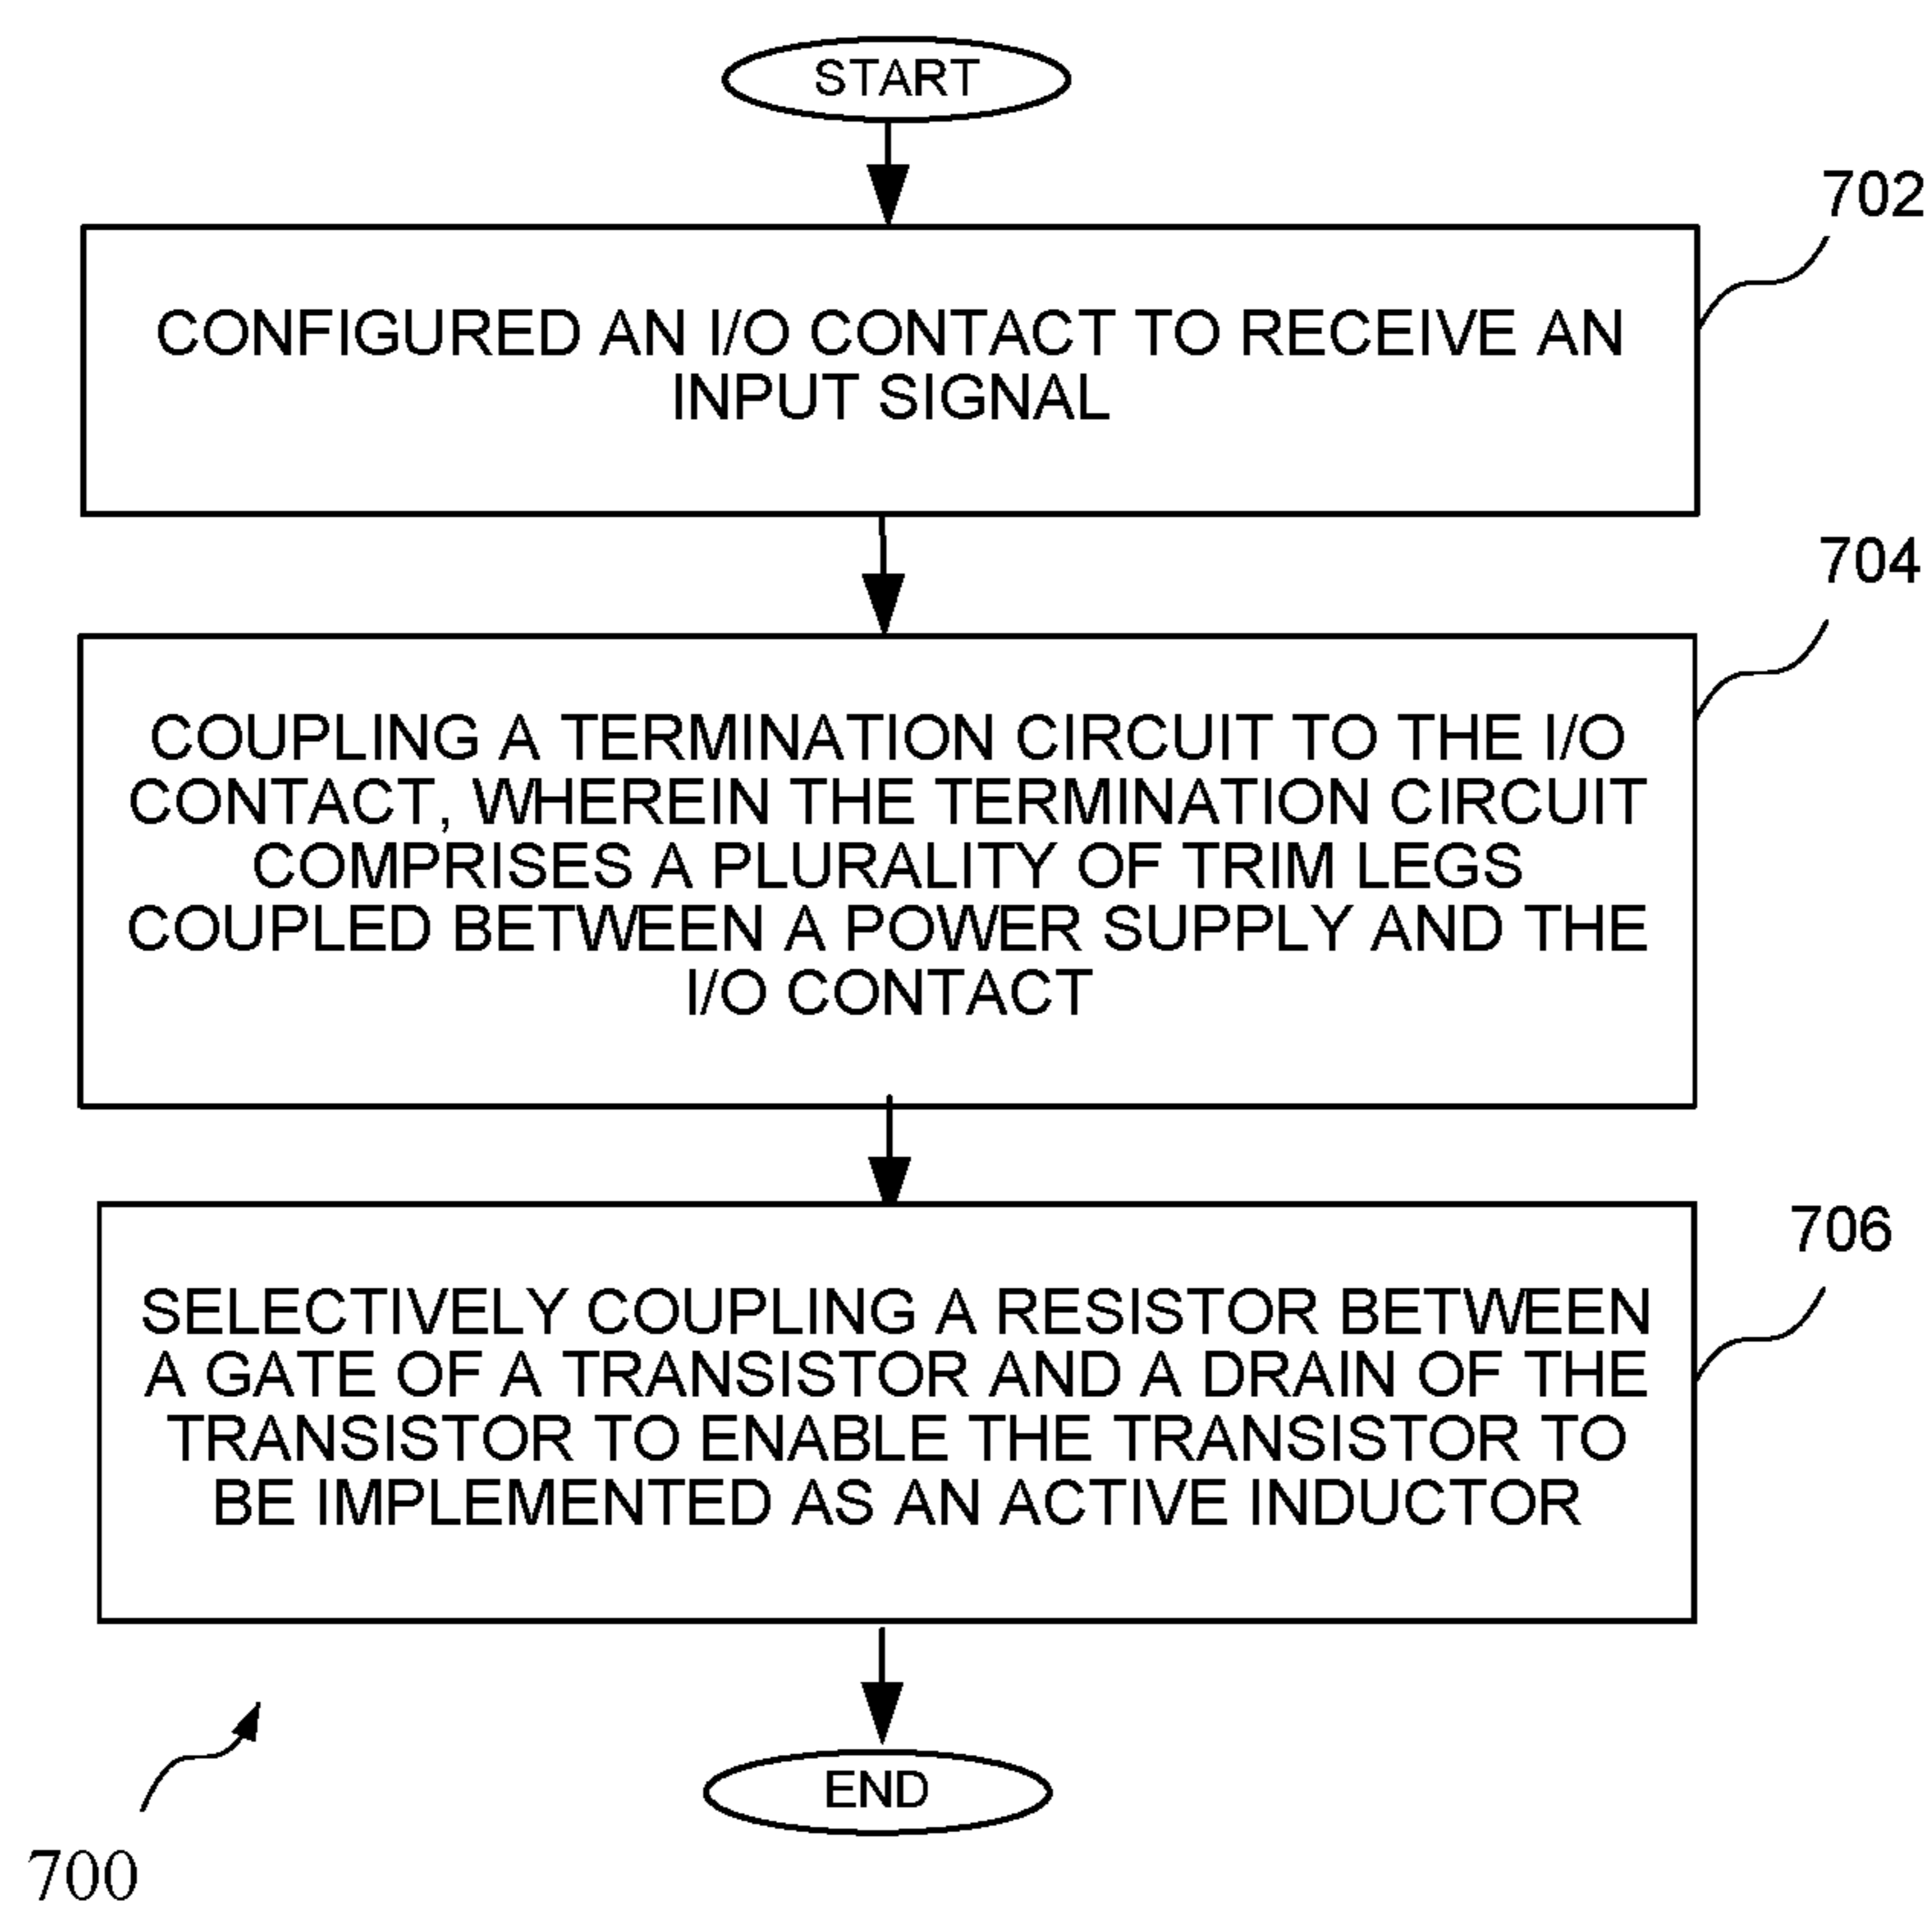 START
702
CONFIGURED AN I/O CONTACT TO RECEIVE AN
INPUT SIGNAL
704
COUPLING A TERMINATION CIRCUIT TO THE I/O
CONTACT, WHEREIN THE TERMINATION CIRCUIT
COMPRISES A PLURALITY OF TRIM LEGS
COUPLED BETWEEN A POWER SUPPLY AND THE
I/O CONTACT
706
SELECTIVELY COUPLING A RESISTOR BETWEEN
A GATE OF A TRANSISTOR AND A DRAIN OF THE
TRANSISTOR TO ENABLE THE TRANSISTOR TO
BE IMPLEMENTED AS AN ACTIVE INDUCTOR
END
700